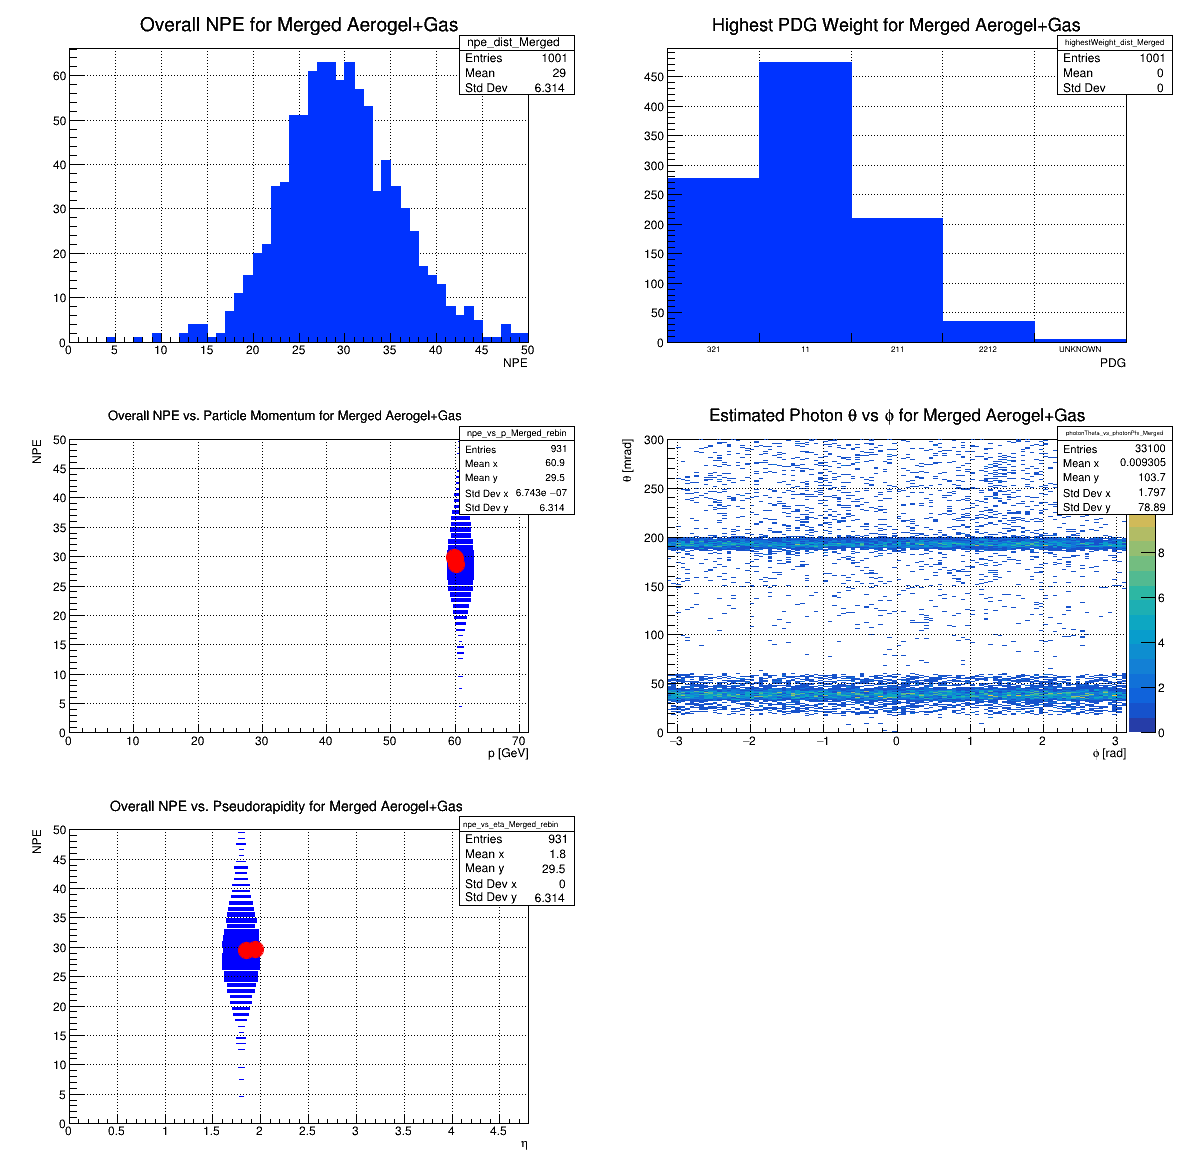 Overall NPE for Merged Aerogel+Gas
npe_dist_Merged
Entries 1001
Mean 29
Std Dev 6.314
60
50
40
30
20
10
0
0 5 10 15 20 25 30 35 40 45 50
NPE
Highest PDG Weight for Merged Aerogel+Gas
highestWeight_dist_Merged
Entries 1001
Mean 0
Std Dev 0
450
400
350
300
250
200
150
100
50
0
321 11 211 2212 UNKNOWN
PDG
Overall NPE vs. Particle Momentum for Merged Aerogel+Gas
npe_vs_p_Merged_rebin
Entries 931
Mean x 60.9
Mean y 29.5
Std Dev x 6.743e −07
Std Dev y 6.314
NPE
50
45
40
35
30
25
20
15
10
5
0
0 10 20 30 40 50 60 70
p [GeV]
Estimated Photon θ vs ϕ for Merged Aerogel+Gas
photonTheta_vs_photonPhi_Merged
Entries 33100
Mean x 0.009305
Mean y 103.7
Std Dev x 1.797
Std Dev y 78.89
θ [mrad]
300
250
200
150
100
50
0
−3 −2 −1 0 1 2 3
ϕ [rad]
8
6
4
2
0
Overall NPE vs. Pseudorapidity for Merged Aerogel+Gas
npe_vs_eta_Merged_rebin
Entries 931
Mean x 1.8
Mean y 29.5
Std Dev x 0
Std Dev y 6.314
NPE
50
45
40
35
30
25
20
15
10
5
0
0 0.5 1 1.5 2 2.5 3 3.5 4 4.5
η